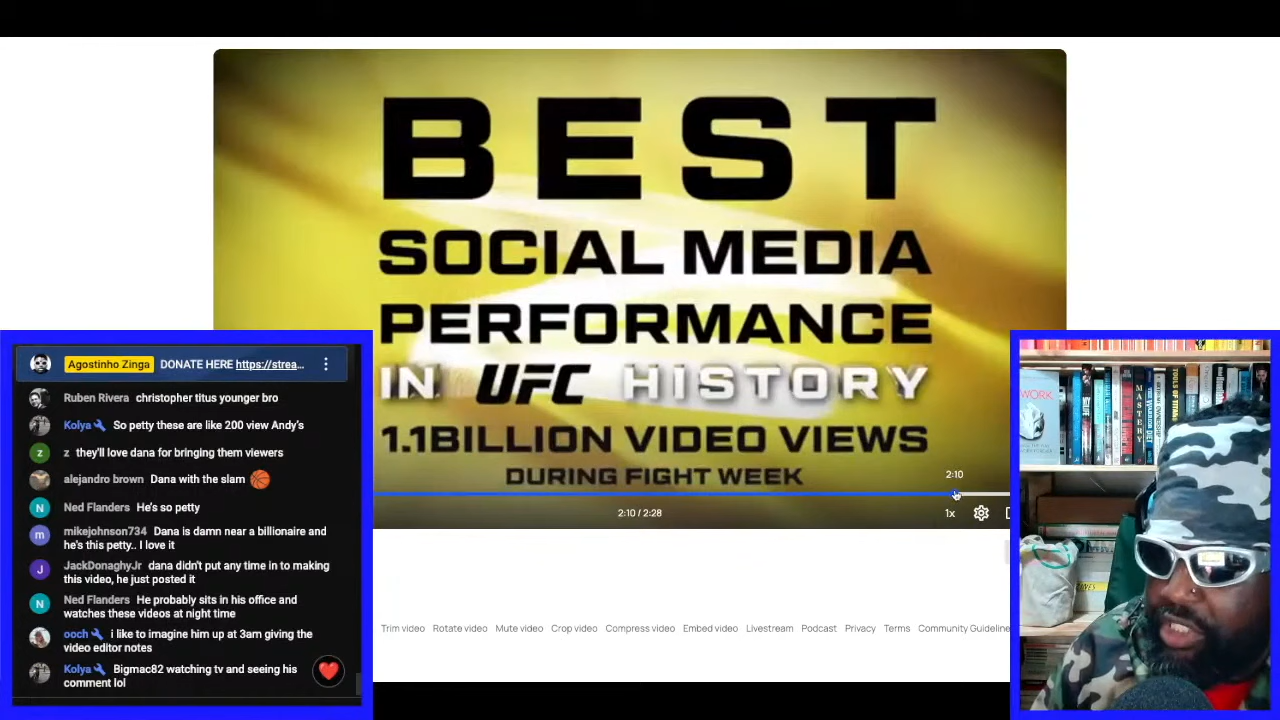 BEST
SOCIAL MEDIA
PERFORMANCE
IN UFC HISTORY
1.1BILLION VIDEO VIEWS
DURING FIGHT WEEK
2:10
2:10 / 2:28
1x
Trim video Rotate video Mute video Crop video Compress video Embed video Livestream Podcast Privacy Terms Community Guideline
Agostinho Zinga DONATE HERE https://strea...
Ruben Rivera christopher titus younger bro
Kolya So petty these are like 200 view Andy's
z they'll love dana for bringing them viewers
alejandro brown Dana with the slam
Ned Flanders He's so petty
mikejohnson734 Dana is damn near a billionaire and
he's this petty.. I love it
JackDonaghyJr dana didn't put any time in to making
this video, he just posted it
Ned Flanders He probably sits in his office and
watches these videos at night time
ooch i like to imagine him up at 3am giving the
video editor notes
Kolya Bigmac82 watching tv and seeing his
comment lol
WORK
MASTERY
THE WARRIOR DIET
TOOLS OF TITANS